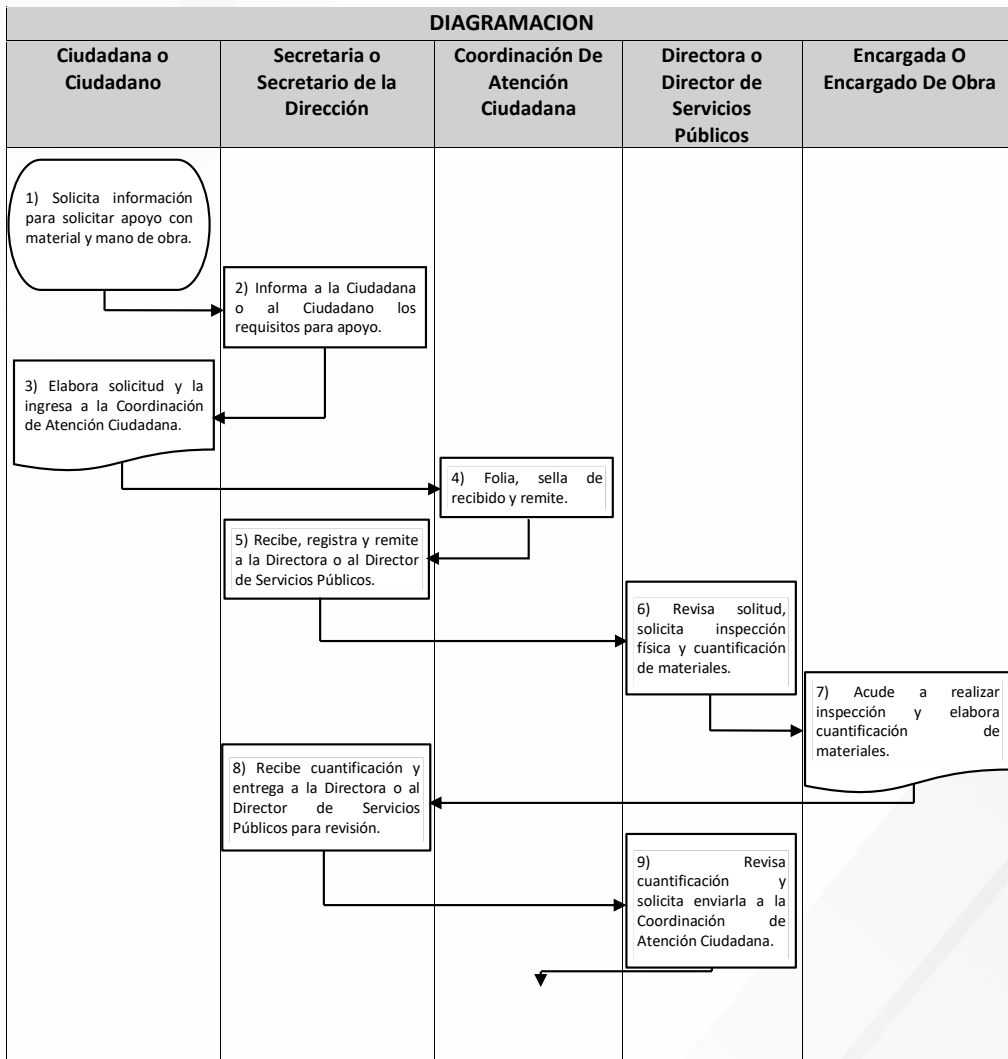 DIAGRAMACION
Ciudadana o
Ciudadano
Secretaria o
Secretario de la
Dirección
Coordinación De
Atención
Ciudadana
Directora o
Director de
Servicios
Públicos
Encargada O
Encargado De Obra
1) Solicita información
para solicitar apoyo con
material y mano de obra.
2) Informa a la Ciudadana
o al Ciudadano los
requisitos para apoyo.
3) Elabora solicitud y la
ingresa a la Coordinación
de Atención Ciudadana.
4) Folia, sella de
recibido y remite.
5) Recibe, registra y remite
a la Directora o al Director
de Servicios Públicos.
6) Revisa solitud,
solicita inspección
física y cuantificación
de materiales.
7) Acude a realizar
inspección y elabora
cuantificación de
materiales.
8) Recibe cuantificación y
entrega a la Directora o al
Director de Servicios
Públicos para revisión.
9) Revisa
cuantificación y
solicita enviarla a la
Coordinación de
Atención Ciudadana.